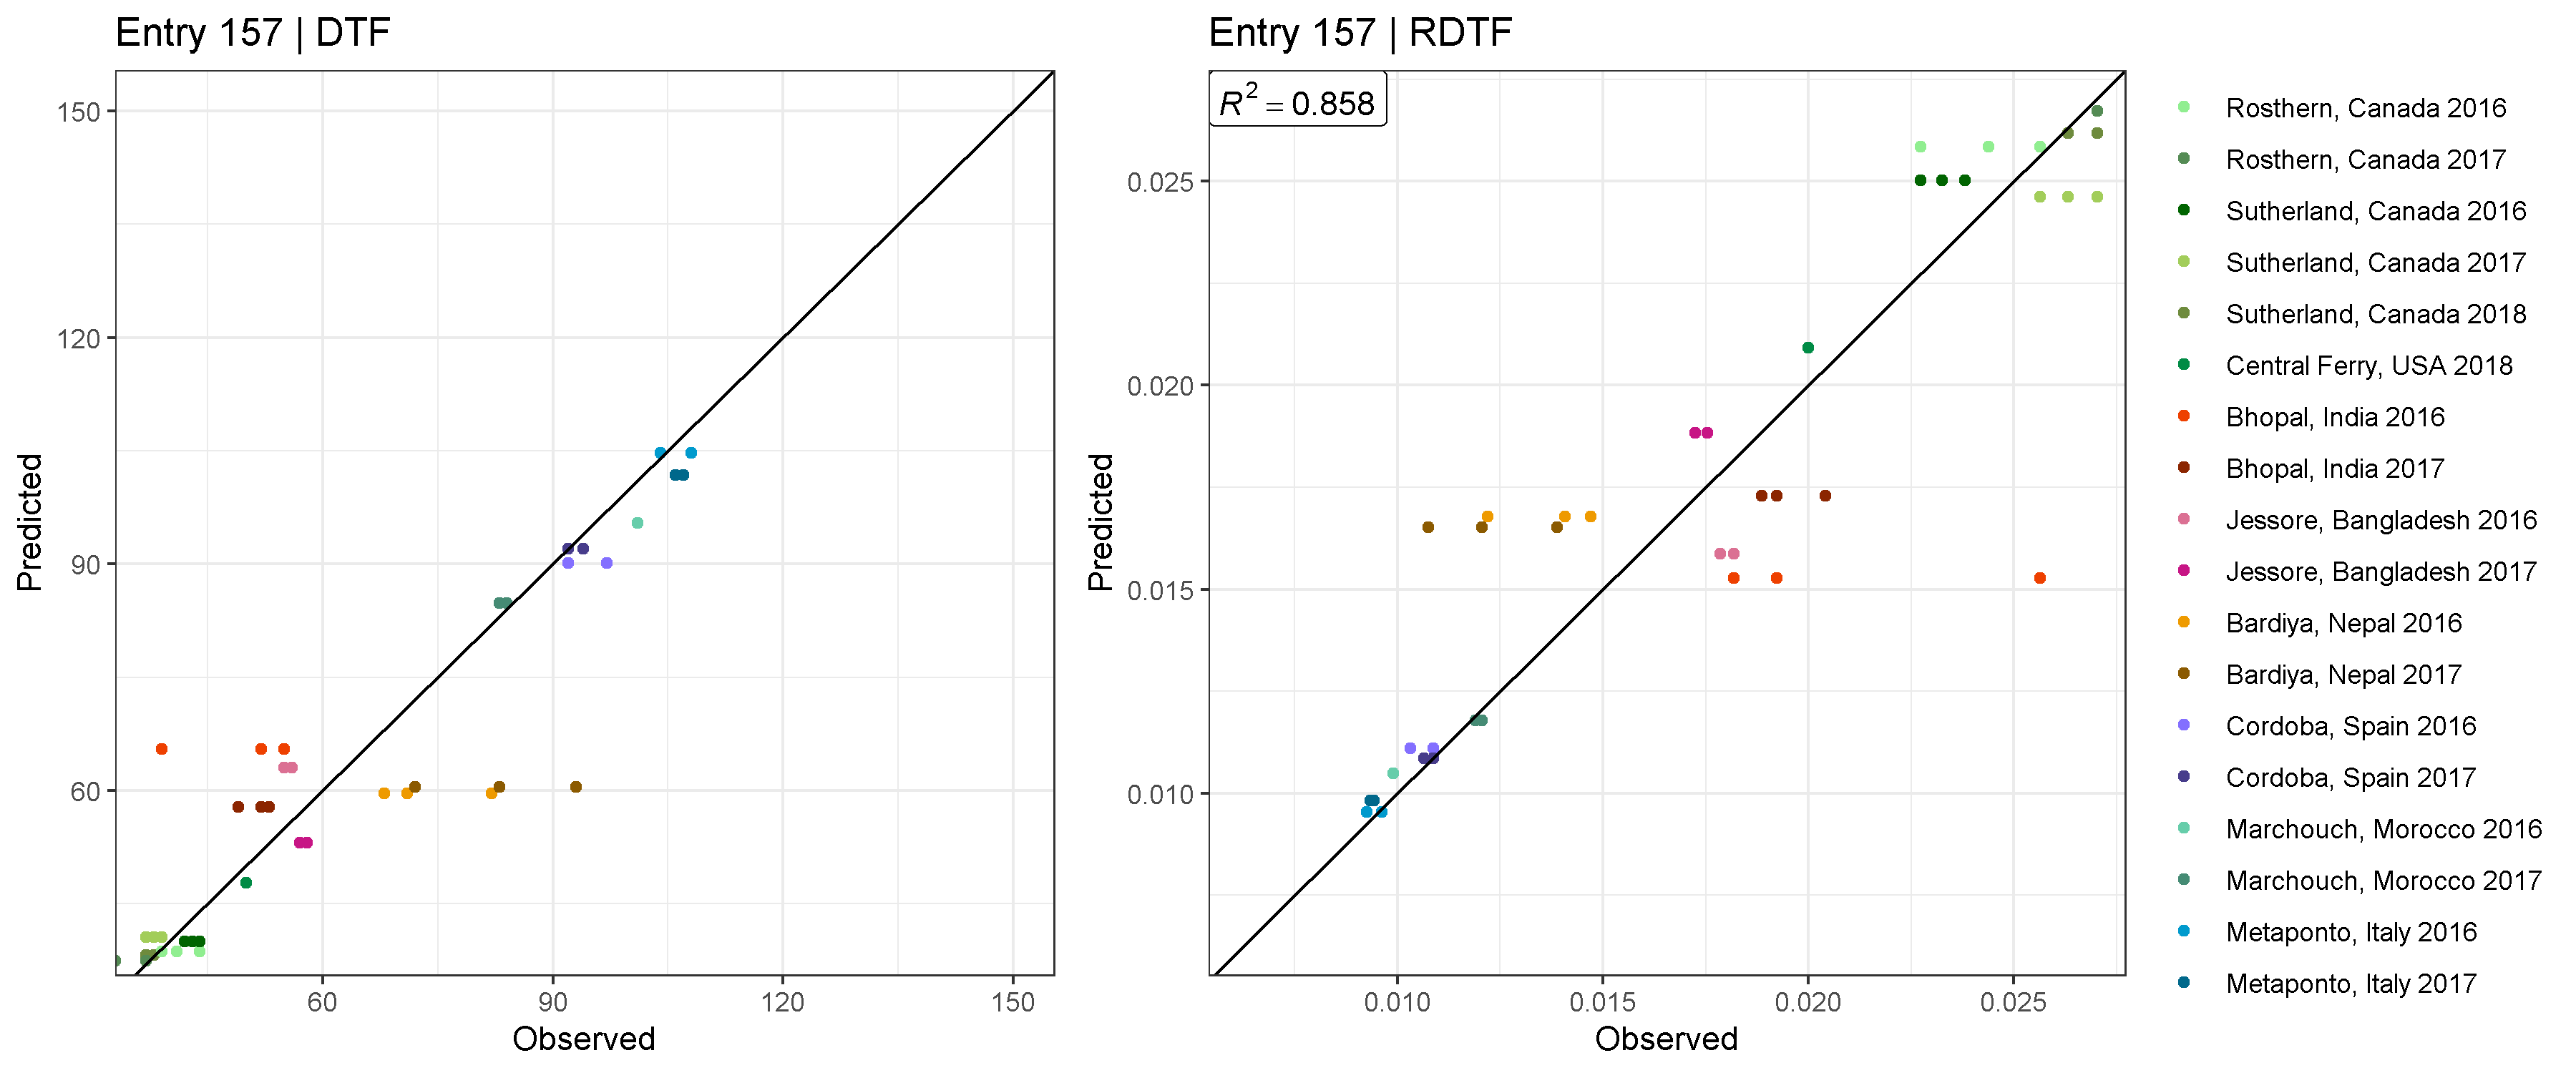 Entry 157 | DTF
150
120
90
60
Predicted
60
90
120
150
Observed
Entry 157 | RDTF
R² = 0.858
0.025
0.020
0.015
0.010
Predicted
0.010
0.015
0.020
0.025
Observed
Rosthern, Canada 2016
Rosthern, Canada 2017
Sutherland, Canada 2016
Sutherland, Canada 2017
Sutherland, Canada 2018
Central Ferry, USA 2018
Bhopal, India 2016
Bhopal, India 2017
Jessore, Bangladesh 2016
Jessore, Bangladesh 2017
Bardiya, Nepal 2016
Bardiya, Nepal 2017
Cordoba, Spain 2016
Cordoba, Spain 2017
Marchouch, Morocco 2016
Marchouch, Morocco 2017
Metaponto, Italy 2016
Metaponto, Italy 2017